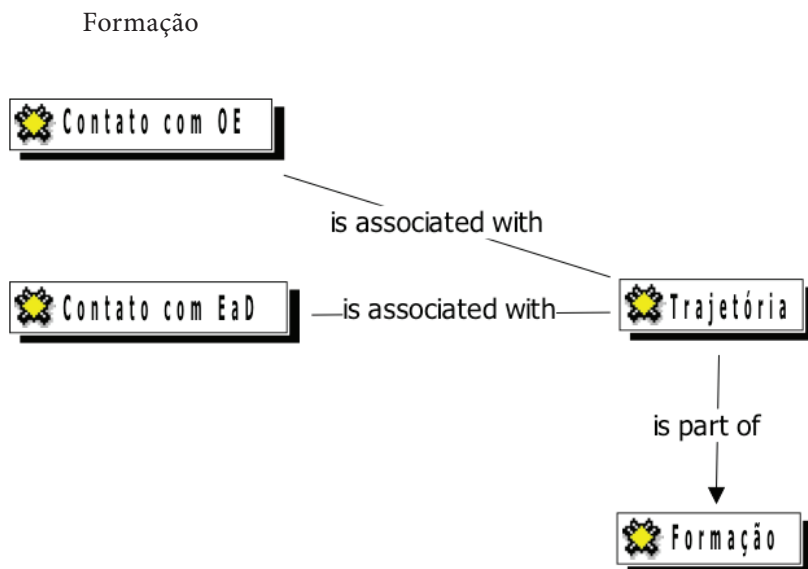 Formação
Contato com OE
is associated with
Contato com EaD
is associated with
Trajetória
is part of
Formação